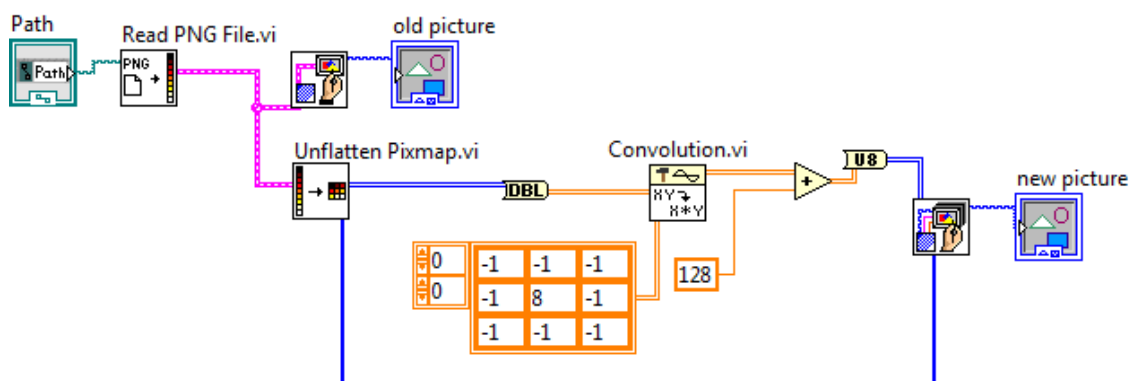 Path
Read PNG File.vi
old picture
Path
PNG
Unflatten Pixmap.vi
Convolution.vi
DBL
XY
X*Y
+
U8
new picture
0
0
-1 -1 -1
-1 8 -1
-1 -1 -1
128